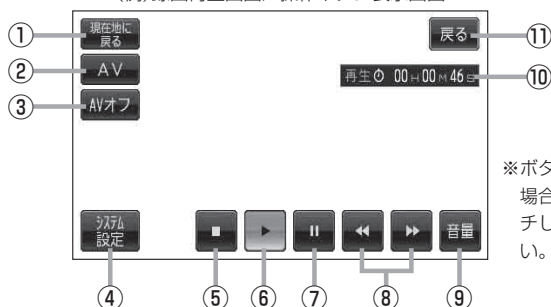 ① 現在地に
戻る
② AV
③ AVオフ
戻る ⑪
再生 00H00M46S ⑩
※ボタ
場合
チし
い。
システム
設定
音量
④ ⑤ ⑥ ⑦ ⑧ ⑨